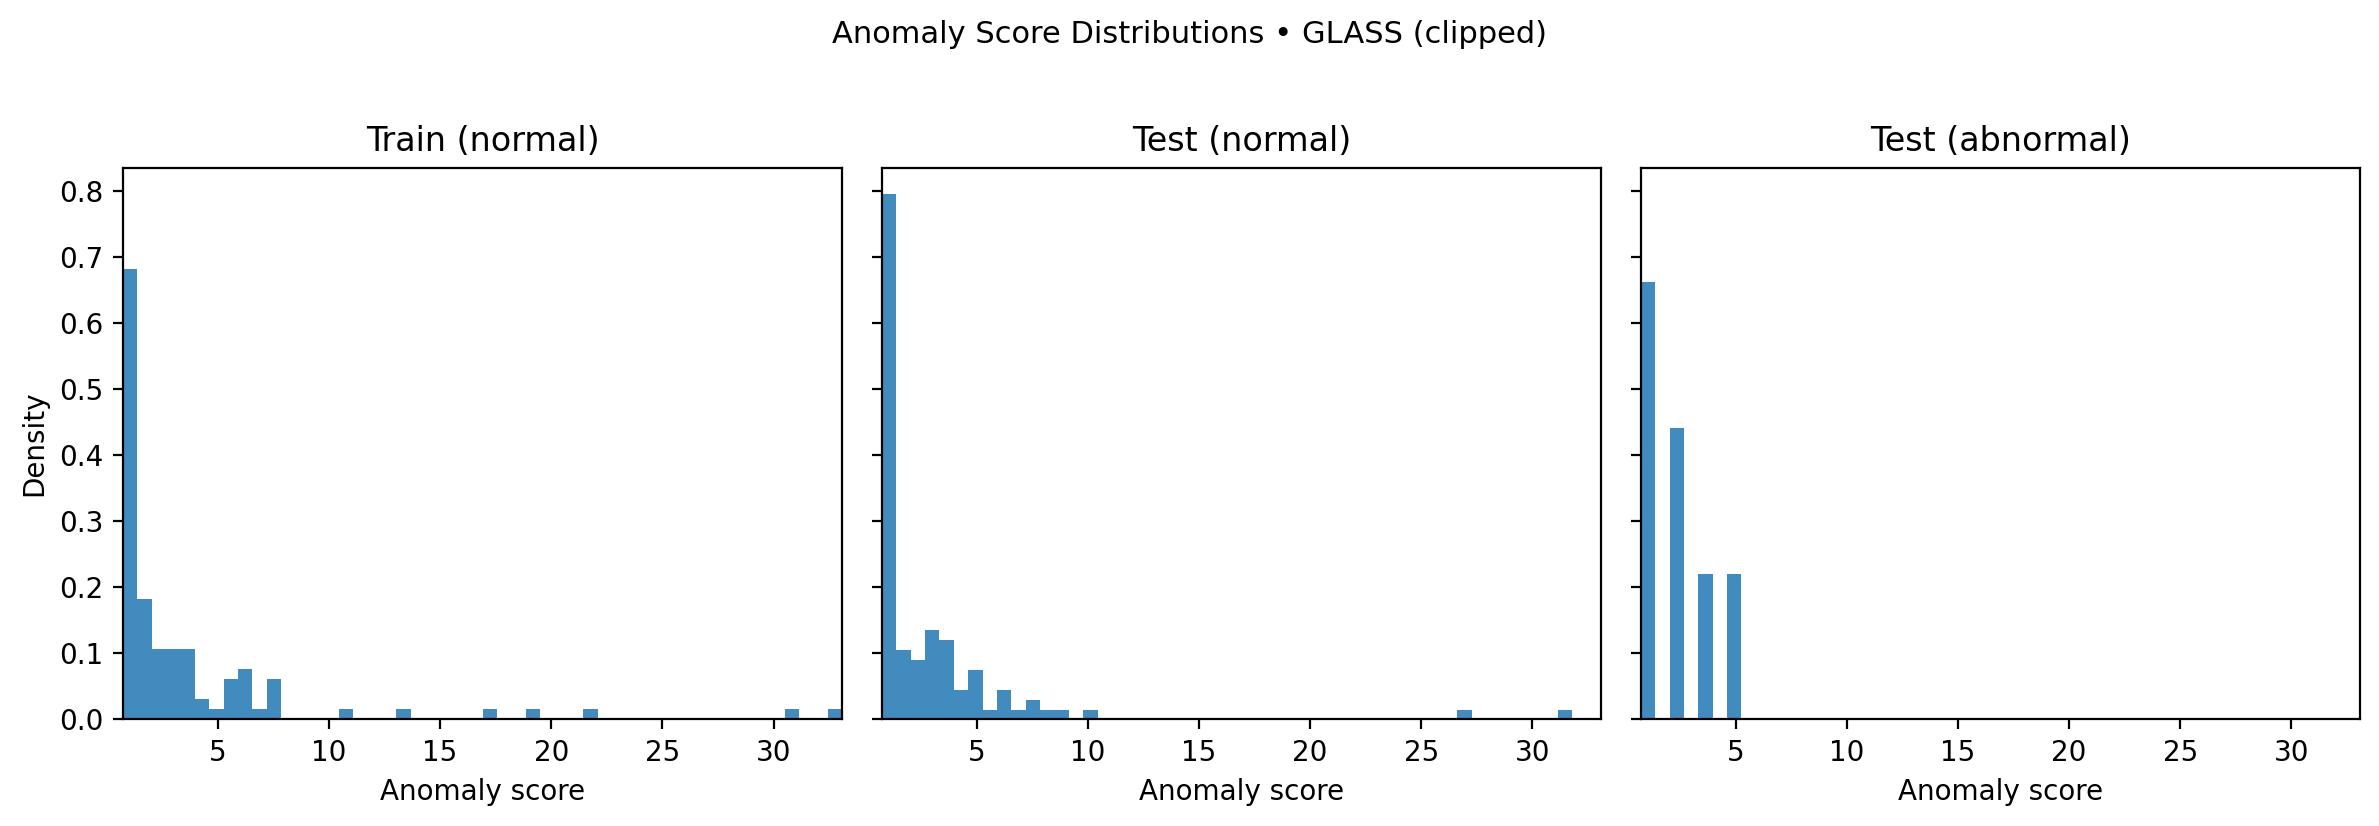 Anomaly Score Distributions • GLASS (clipped)
Train (normal)
Test (normal)
Test (abnormal)
Density
0.8
0.7
0.6
0.5
0.4
0.3
0.2
0.1
0.0
5 10 15 20 25 30
5 10 15 20 25 30
5 10 15 20 25 30
Anomaly score
Anomaly score
Anomaly score